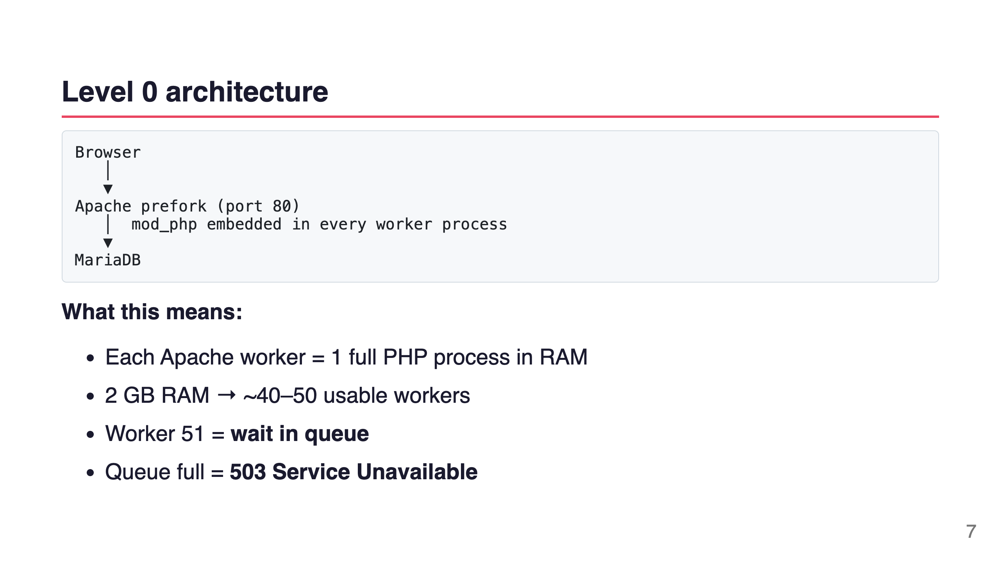 Level 0 architecture
Browser
│
▼
Apache prefork (port 80)
│  mod_php embedded in every worker process
▼
MariaDB
What this means:
• Each Apache worker = 1 full PHP process in RAM
• 2 GB RAM → ~40–50 usable workers
• Worker 51 = wait in queue
• Queue full = 503 Service Unavailable
7